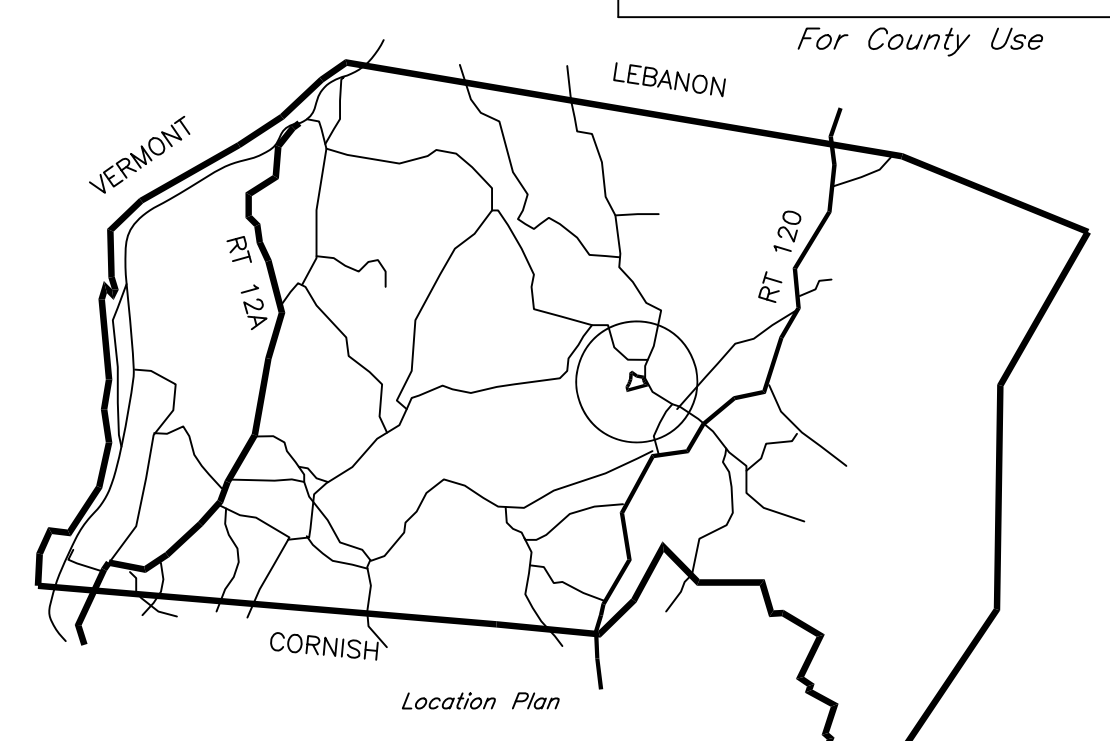 For County Use
LEBANON
VERMONT
RT 12A
RT 120
CORNISH
Location Plan